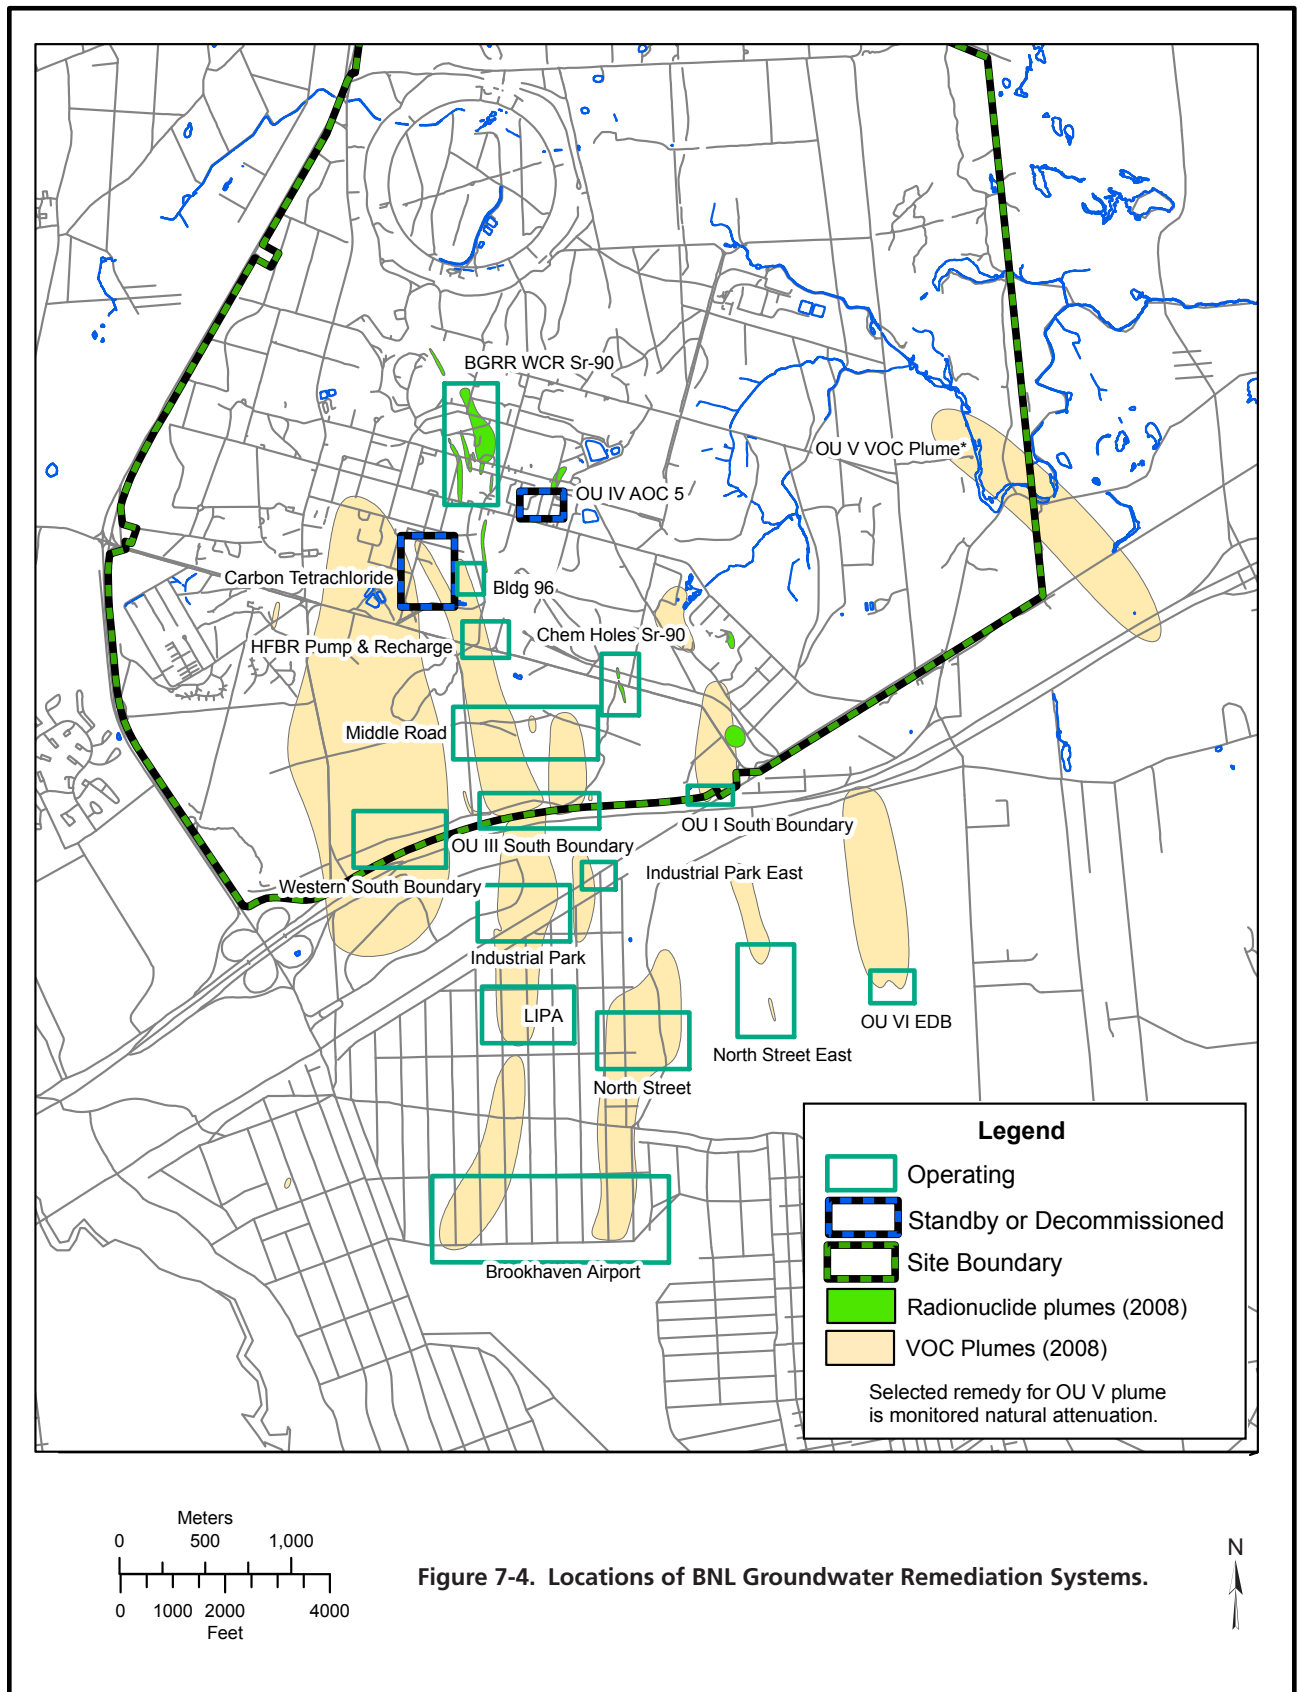 BGRR WCR Sr-90
OU V VOC Plume*
OU IV AOC 5
Carbon Tetrachloride
Bldg 96
Chem Holes Sr-90
HFBR Pump & Recharge
Middle Road
OU I South Boundary
OU III South Boundary
Industrial Park East
Western South Boundary
Industrial Park
LIPA
OU VI EDB
North Street East
North Street
Brookhaven Airport
Legend
Operating
Standby or Decommissioned
Site Boundary
Radionuclide plumes (2008)
VOC Plumes (2008)
Selected remedy for OU V plume
is monitored natural attenuation.
Meters
0 500 1,000
0 1000 2000 4000
Feet
Figure 7-4. Locations of BNL Groundwater Remediation Systems.
N